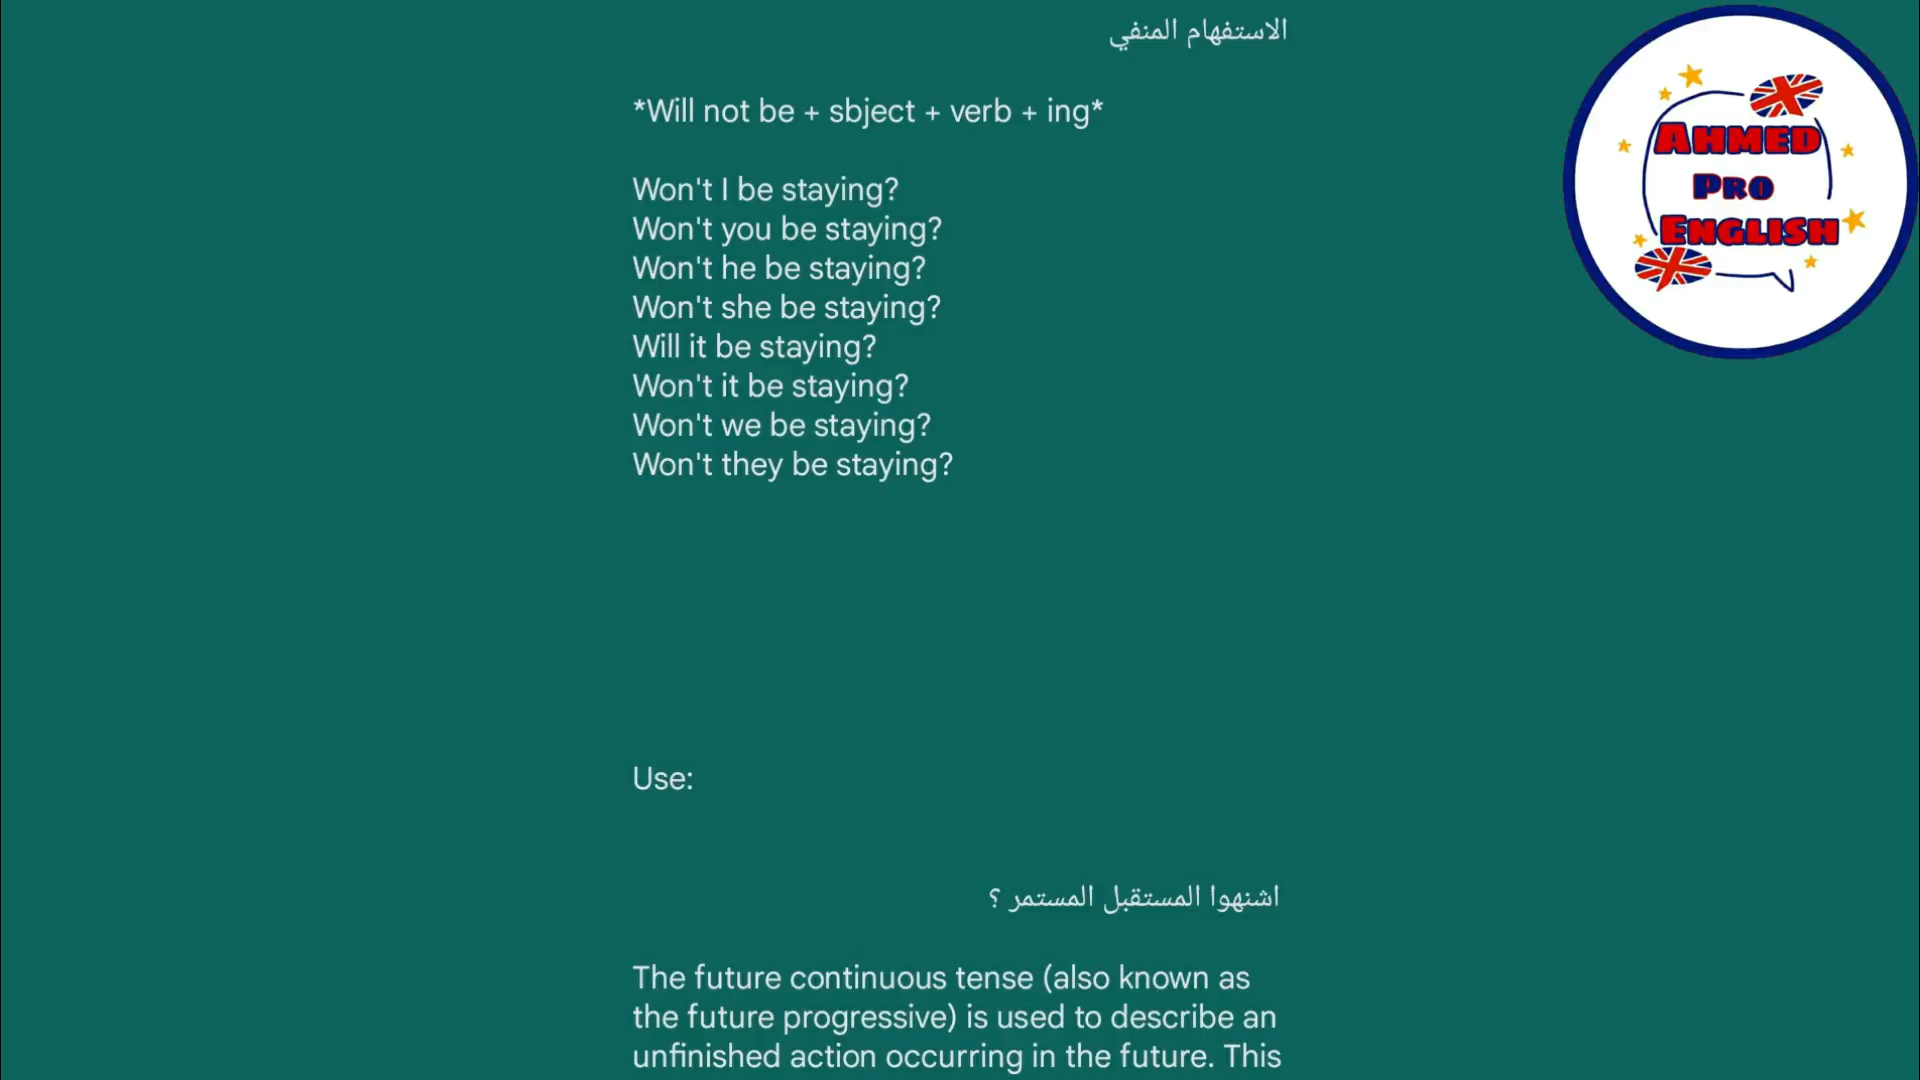 الاستفهام المنفي
*Will not be + sbject + verb + ing*
Won't I be staying?
Won't you be staying?
Won't he be staying?
Won't she be staying?
Will it be staying?
Won't it be staying?
Won't we be staying?
Won't they be staying?
Use:
اشنهوا المستقبل المستمر ؟
The future continuous tense (also known as
the future progressive) is used to describe an
unfinished action occurring in the future. This
AHMED
PRO
ENGLISH